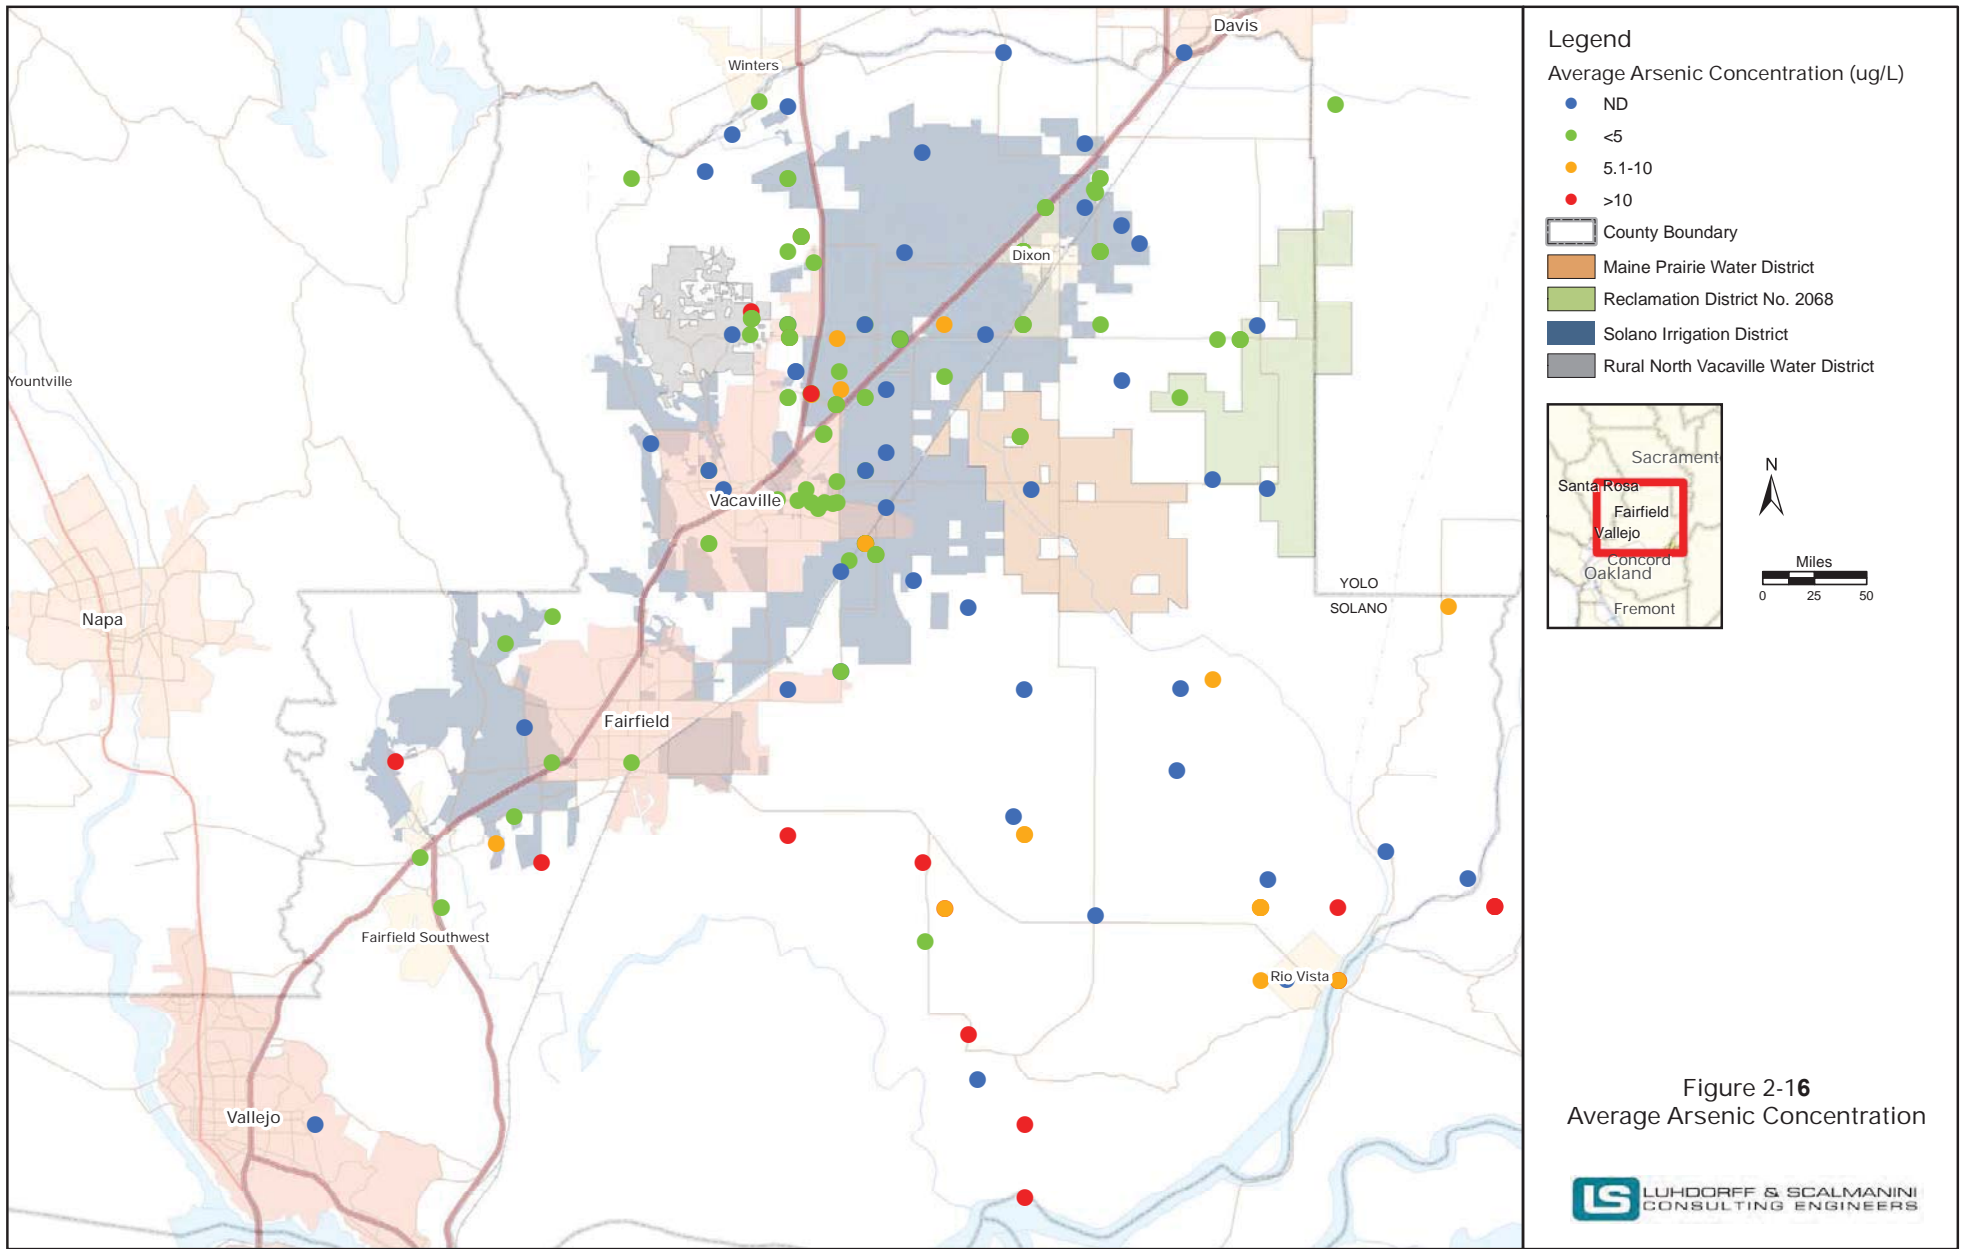 Davis
Winters
Dixon
Yountville
Vacaville
YOLO
SOLANO
Napa
Fairfield
Fairfield Southwest
Rio Vista
Vallejo
Legend
Average Arsenic Concentration (ug/L)
ND
<5
5.1-10
>10
County Boundary
Maine Prairie Water District
Reclamation District No. 2068
Solano Irrigation District
Rural North Vacaville Water District
Sacrament
Santa Rosa
Fairfield
Vallejo
Concord
Oakland
Fremont
N
Miles
0 25 50
Figure 2-16
Average Arsenic Concentration
LS LUHDORFF & SCALMANINI
CONSULTING ENGINEERS